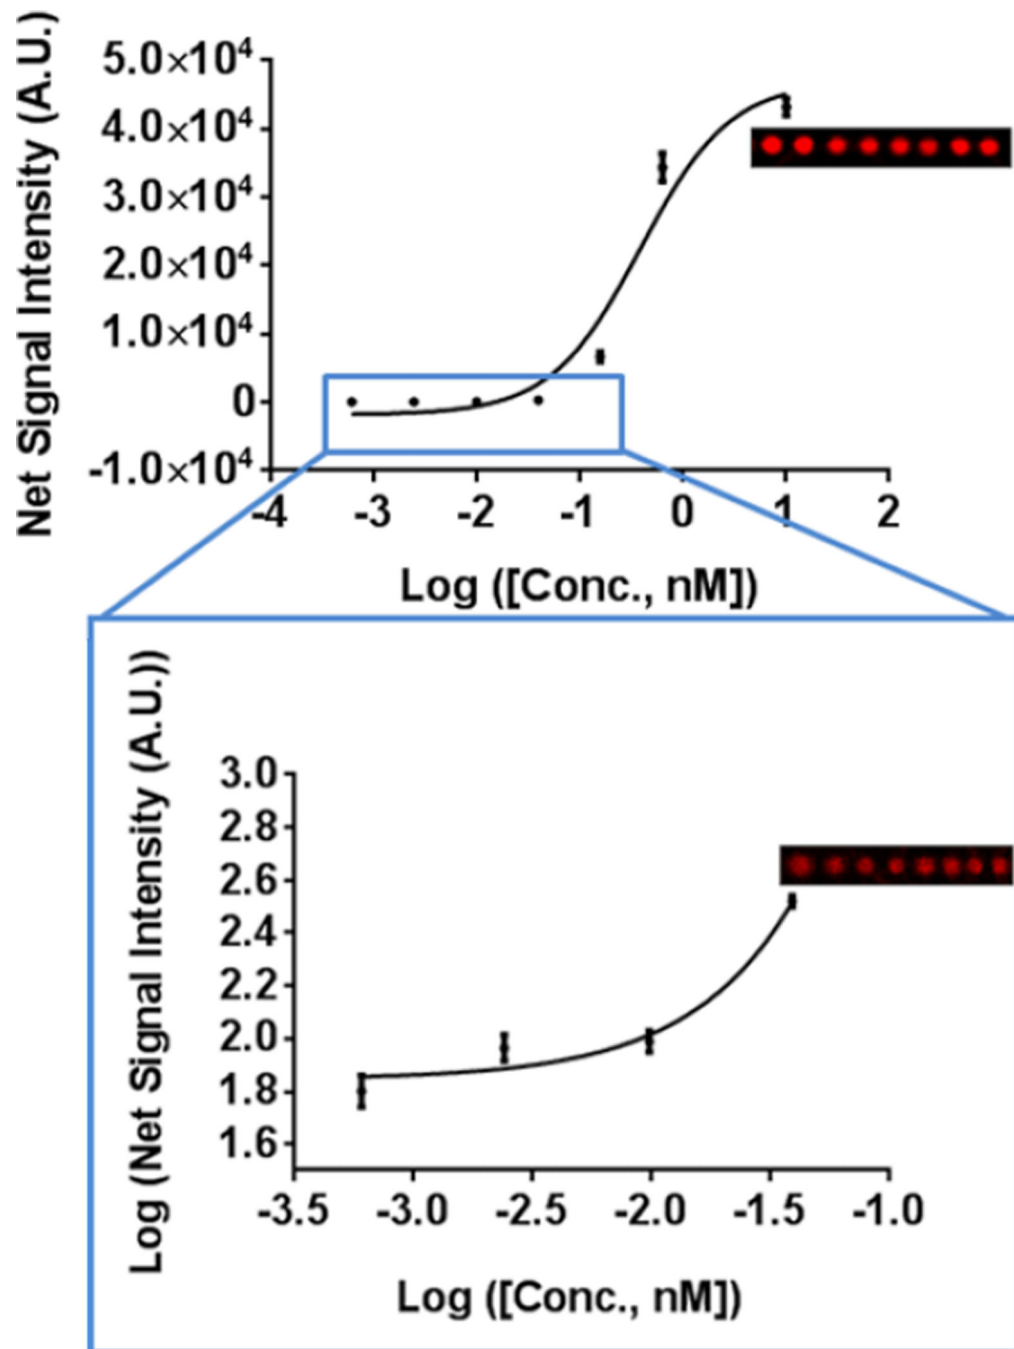 Net Signal Intensity (A.U.)
5.0×10⁴
4.0×10⁴
3.0×10⁴
2.0×10⁴
1.0×10⁴
0
-1.0×10⁴
-4 -3 -2 -1 0 1 2
Log ([Conc., nM])
Log (Net Signal Intensity (A.U.))
3.0
2.8
2.6
2.4
2.2
2.0
1.8
1.6
-3.5 -3.0 -2.5 -2.0 -1.5 -1.0
Log ([Conc., nM])